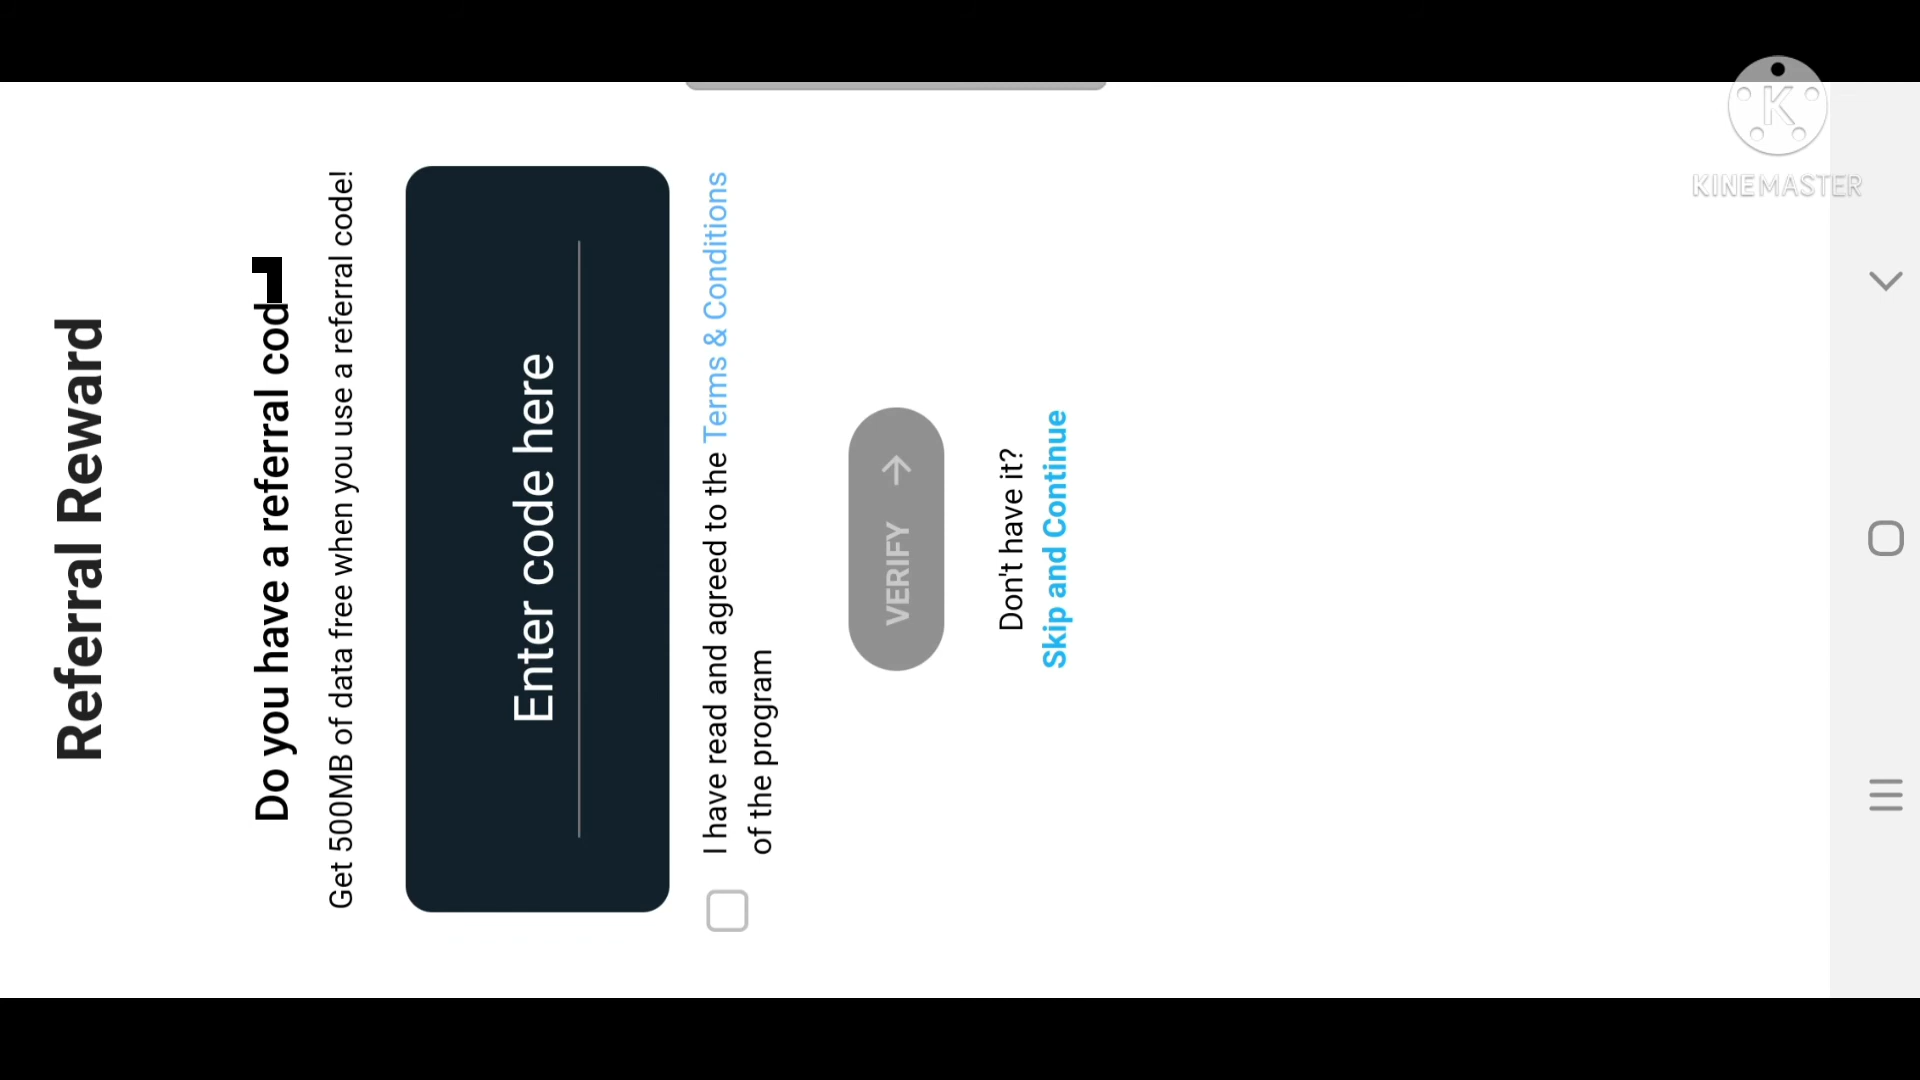 Referral Reward
Do you have a referral cod
Get 500MB of data free when you use a referral code!
Enter code here
I have read and agreed to the Terms & Conditions
of the program
VERIFY →
Don't have it?
Skip and Continue
K
KINEMASTER